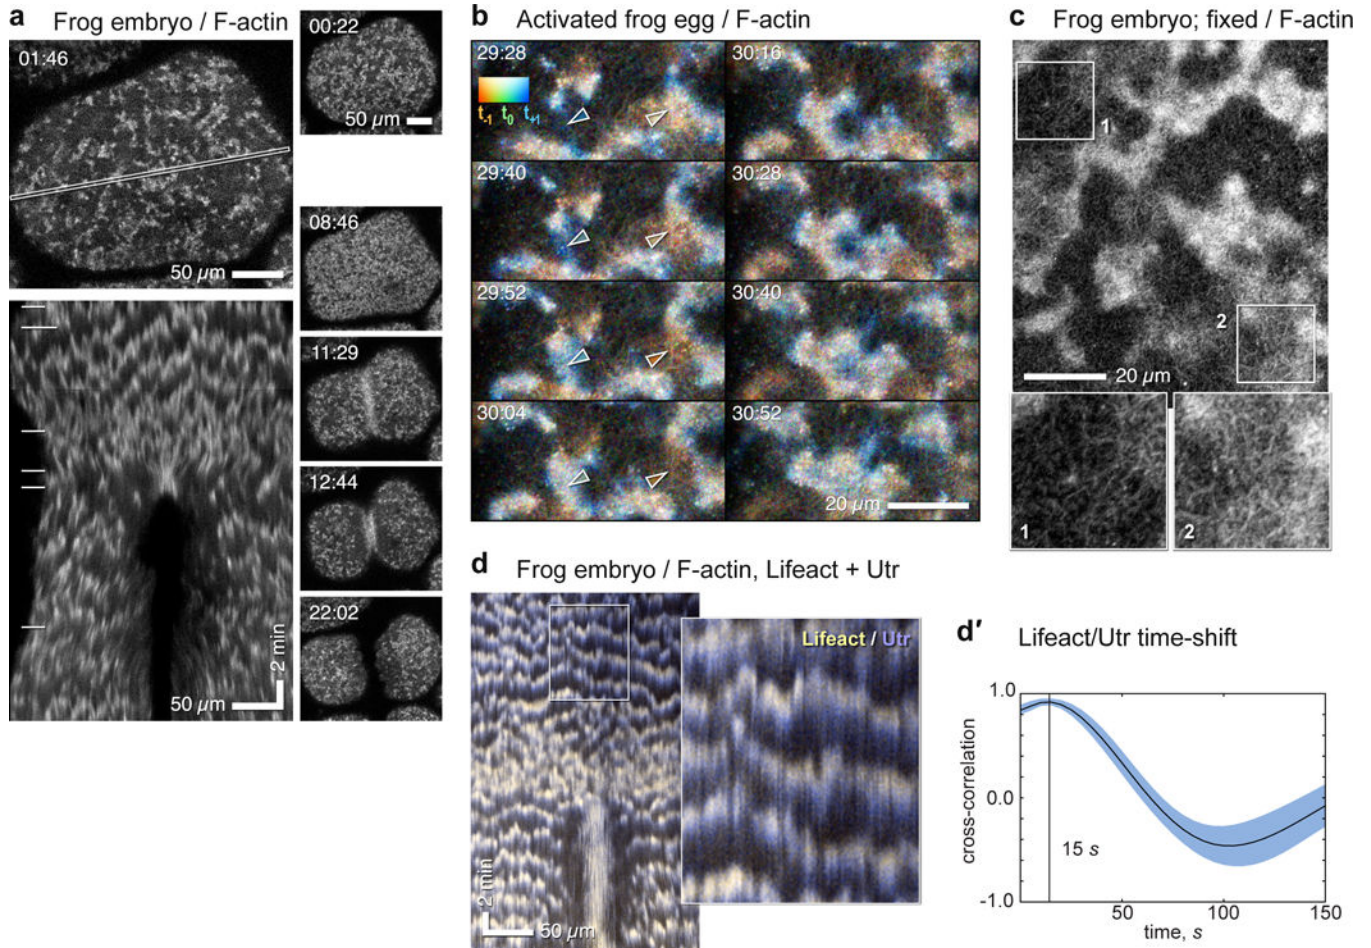 a Frog embryo / F-actin
01:46
50 µm
00:22
50 µm
08:46
11:29
12:44
22:02
50 µm
2 min
b Activated frog egg / F-actin
29:28
t-1 t0 t+1
30:16
29:40
30:28
29:52
30:40
30:04
30:52
20 µm
c Frog embryo; fixed / F-actin
1
2
20 µm
1
2
d Frog embryo / F-actin, Lifeact + Utr
Lifeact / Utr
2 min
50 µm
d′ Lifeact/Utr time-shift
1.0
0.0
-1.0
cross-correlation
15 s
50
100
150
time, s